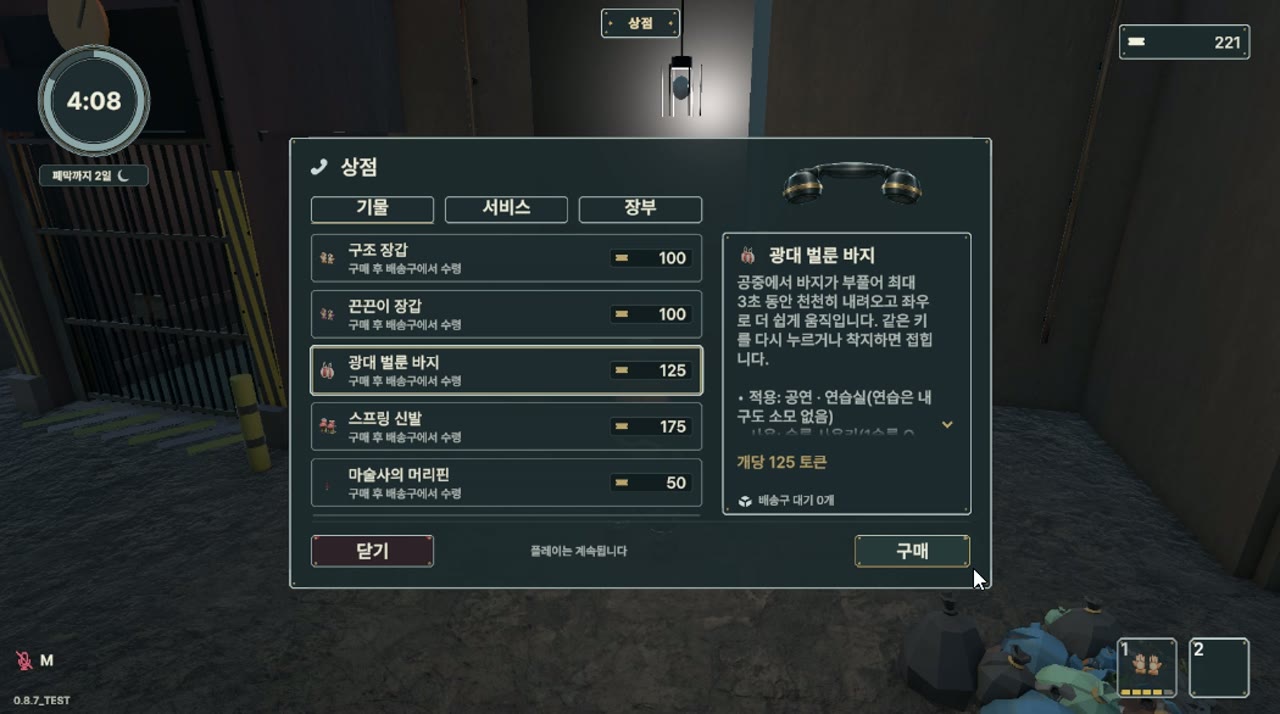 상점
221
4:08
폐막까지 2일
상점
기물
서비스
장부
구조 장갑
구매 후 배송구에서 수령
100
끈끈이 장갑
구매 후 배송구에서 수령
100
광대 벌룬 바지
구매 후 배송구에서 수령
125
스프링 신발
구매 후 배송구에서 수령
175
마술사의 머리핀
구매 후 배송구에서 수령
50
광대 벌룬 바지
공중에서 바지가 부풀어 최대
3초 동안 천천히 내려오고 좌우
로 더 쉽게 움직입니다. 같은 키
를 다시 누르거나 착지하면 접힙
니다.
• 적용: 공연 · 연습실(연습은 내
구도 소모 없음)
개당 125 토큰
배송구 대기 0개
닫기
플레이는 계속됩니다
구매
M
0.8.7_TEST
1
2